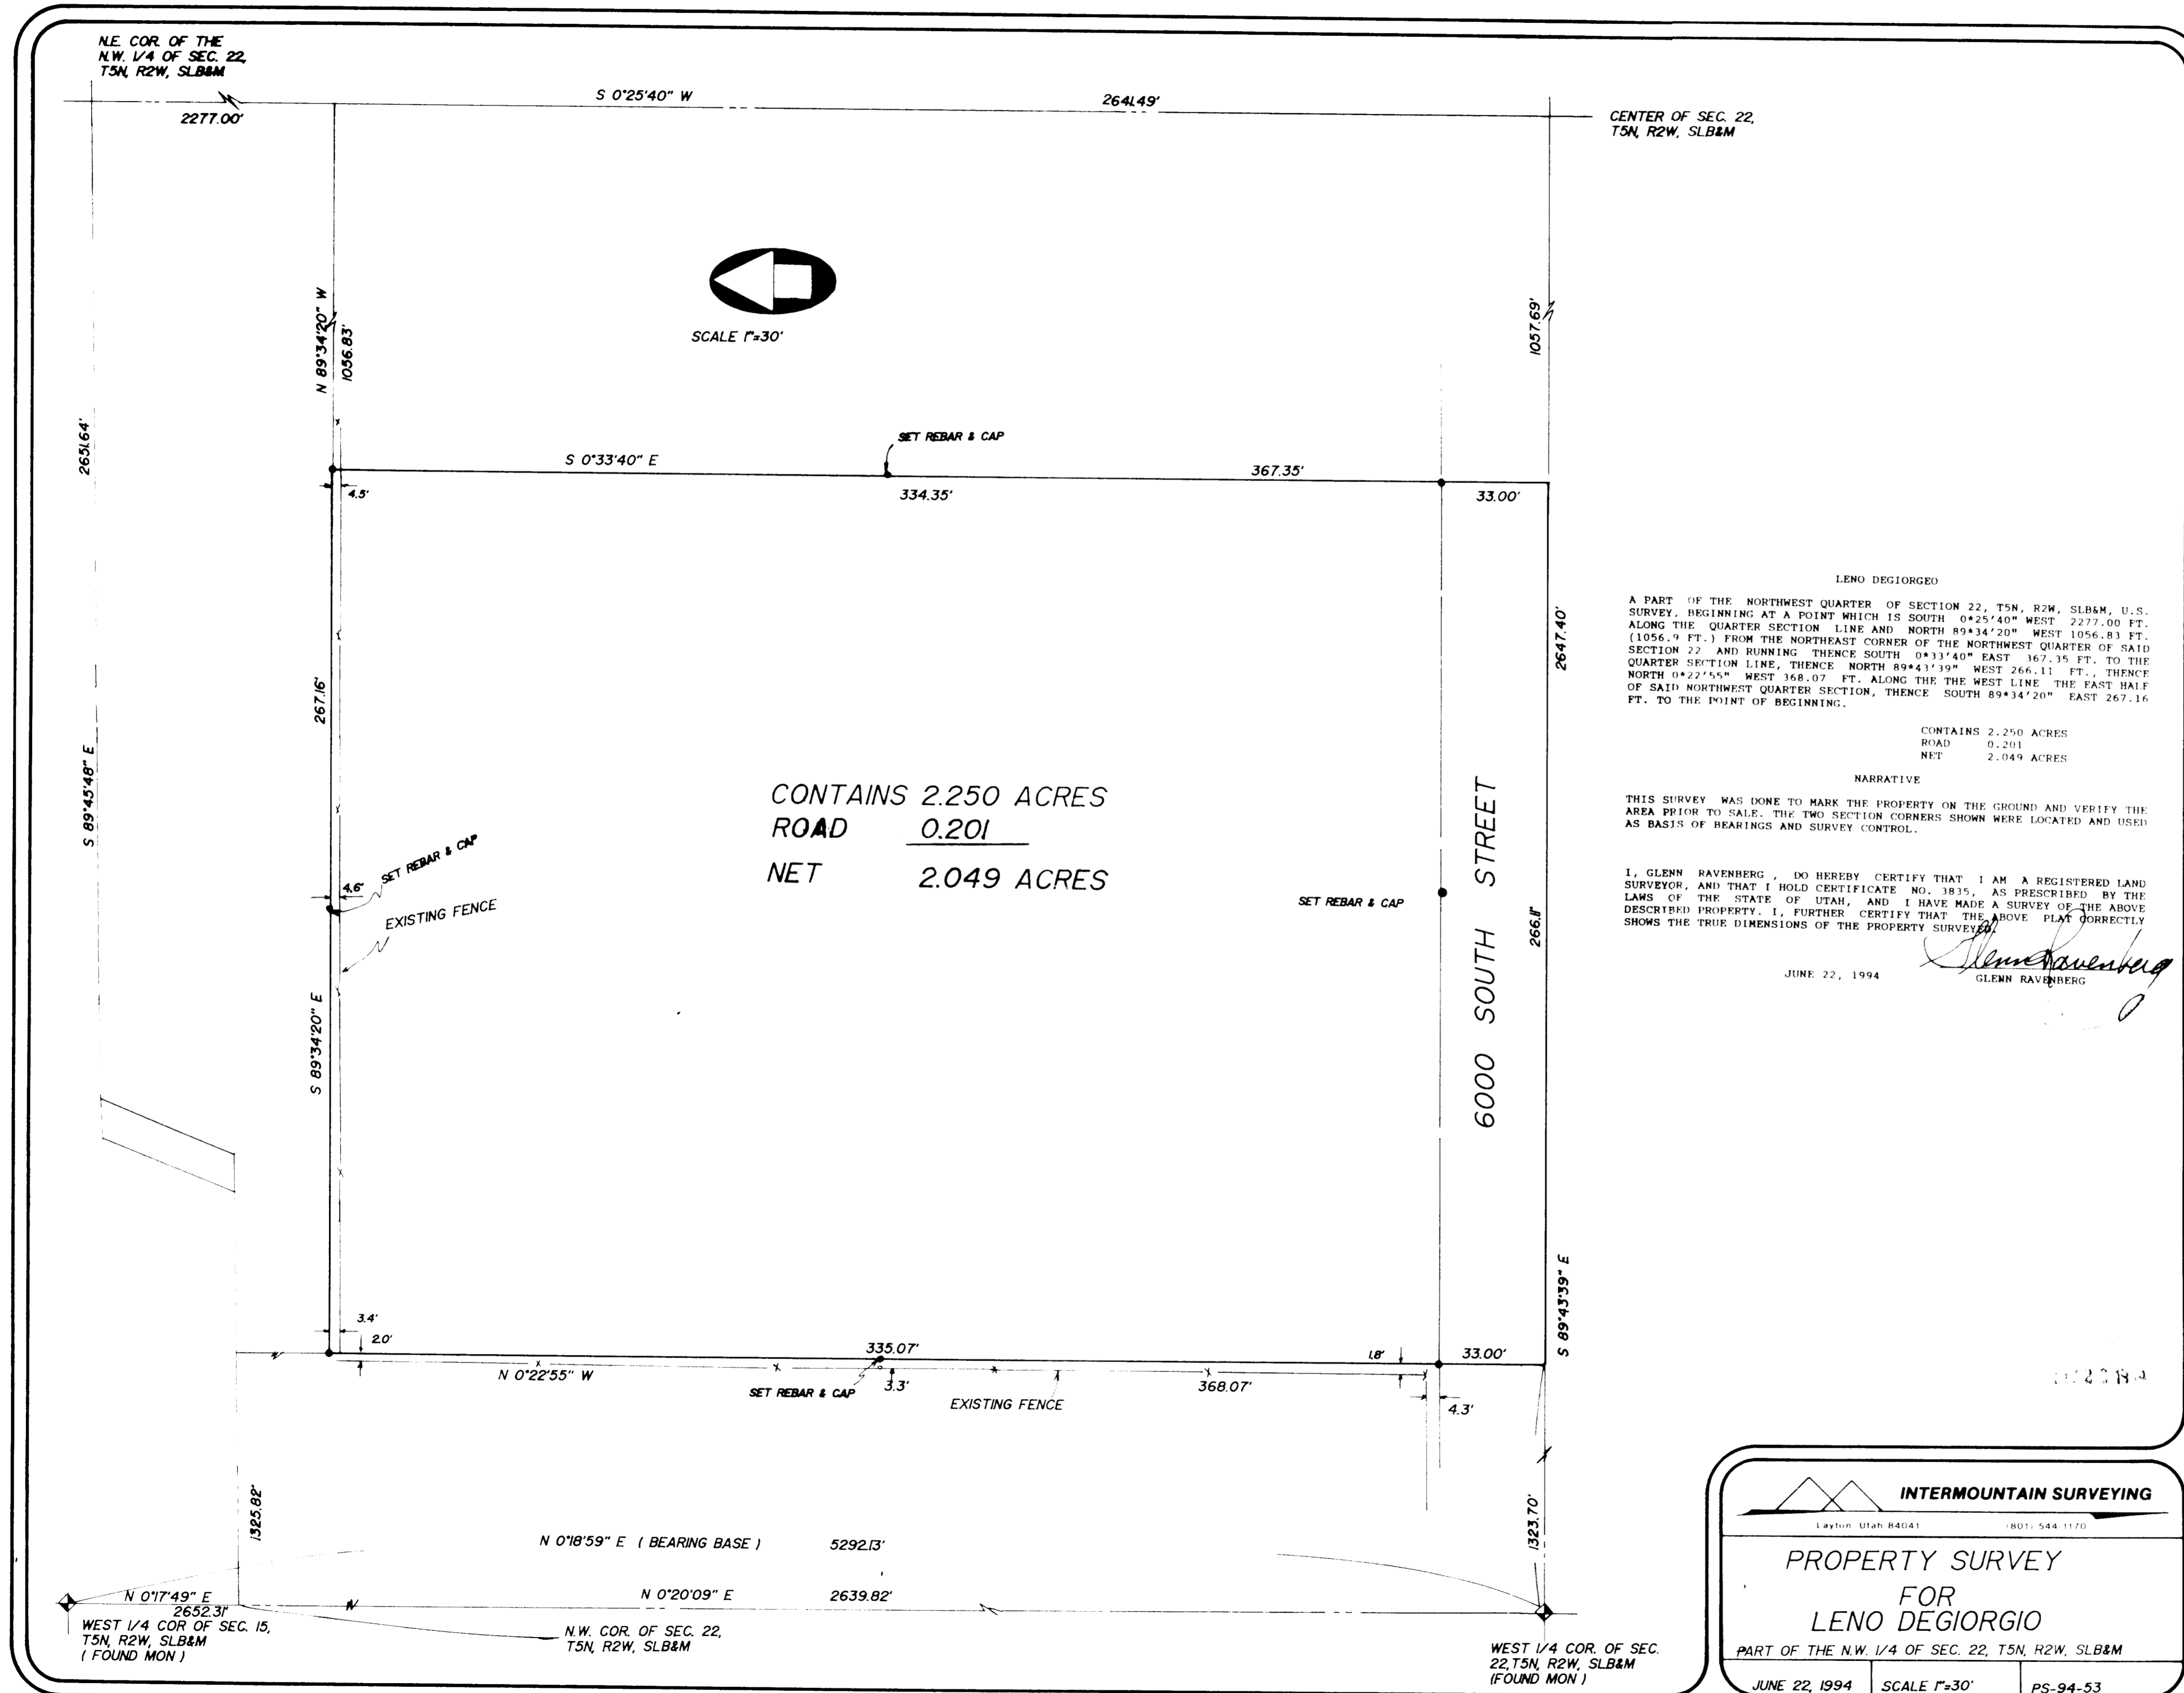 N.E. COR. OF THE
N.W. 1/4 OF SEC. 22,
T5N, R2W, SLB&M
2277.00'
S 0°25'40" W
2641.49'
CENTER OF SEC. 22,
T5N, R2W, SLB&M
2651.64'
S 89°45'48" E
N 89°34'20" W
1056.83'
SCALE 1"=30'
1057.69'
SET REBAR & CAP
S 0°33'40" E
367.35'
4.5'
334.35'
33.00'
267.16'
S 89°34'20" E
SET REBAR & CAP
4.6'
EXISTING FENCE
CONTAINS 2.250 ACRES
ROAD 0.201
NET 2.049 ACRES
SET REBAR & CAP
6000 SOUTH STREET
2647.40'
266.11'
S 89°43'39" E
3.4'
2.0'
335.07'
1.8'
33.00'
N 0°22'55" W
SET REBAR & CAP
3.3'
EXISTING FENCE
368.07'
4.3'
1325.82'
1323.70'
N 0°18'59" E ( BEARING BASE ) 5292.13'
N 0°17'49" E
2652.31'
N 0°20'09" E 2639.82'
WEST 1/4 COR OF SEC. 15,
T5N, R2W, SLB&M
( FOUND MON )
N.W. COR. OF SEC. 22,
T5N, R2W, SLB&M
WEST 1/4 COR. OF SEC.
22, T5N, R2W, SLB&M
(FOUND MON )
LENO DEGIORGEO
A PART OF THE NORTHWEST QUARTER OF SECTION 22, T5N, R2W, SLB&M, U.S.
SURVEY, BEGINNING AT A POINT WHICH IS SOUTH 0*25'40" WEST 2277.00 FT.
ALONG THE QUARTER SECTION LINE AND NORTH 89*34'20" WEST 1056.83 FT.
(1056.9 FT.) FROM THE NORTHEAST CORNER OF THE NORTHWEST QUARTER OF SAID
SECTION 22 AND RUNNING THENCE SOUTH 0*33'40" EAST 367.35 FT. TO THE
QUARTER SECTION LINE, THENCE NORTH 89*43'39" WEST 266.11 FT., THENCE
NORTH 0*22'55" WEST 368.07 FT. ALONG THE THE WEST LINE THE EAST HALF
OF SAID NORTHWEST QUARTER SECTION, THENCE SOUTH 89*34'20" EAST 267.16
FT. TO THE POINT OF BEGINNING.
CONTAINS 2.250 ACRES
ROAD 0.201
NET 2.049 ACRES
NARRATIVE
THIS SURVEY WAS DONE TO MARK THE PROPERTY ON THE GROUND AND VERIFY THE
AREA PRIOR TO SALE. THE TWO SECTION CORNERS SHOWN WERE LOCATED AND USED
AS BASIS OF BEARINGS AND SURVEY CONTROL.
I, GLENN RAVENBERG , DO HEREBY CERTIFY THAT I AM A REGISTERED LAND
SURVEYOR, AND THAT I HOLD CERTIFICATE NO. 3835, AS PRESCRIBED BY THE
LAWS OF THE STATE OF UTAH, AND I HAVE MADE A SURVEY OF THE ABOVE
DESCRIBED PROPERTY. I, FURTHER CERTIFY THAT THE ABOVE PLAT CORRECTLY
SHOWS THE TRUE DIMENSIONS OF THE PROPERTY SURVEYED.
Glenn Ravenberg
JUNE 22, 1994
GLENN RAVENBERG
INTERMOUNTAIN SURVEYING
Layton, Utah 84041 (801) 544-1170
PROPERTY SURVEY
FOR
LENO DEGIORGIO
PART OF THE N.W. 1/4 OF SEC. 22, T5N, R2W, SLB&M
JUNE 22, 1994
SCALE 1"=30'
PS-94-53